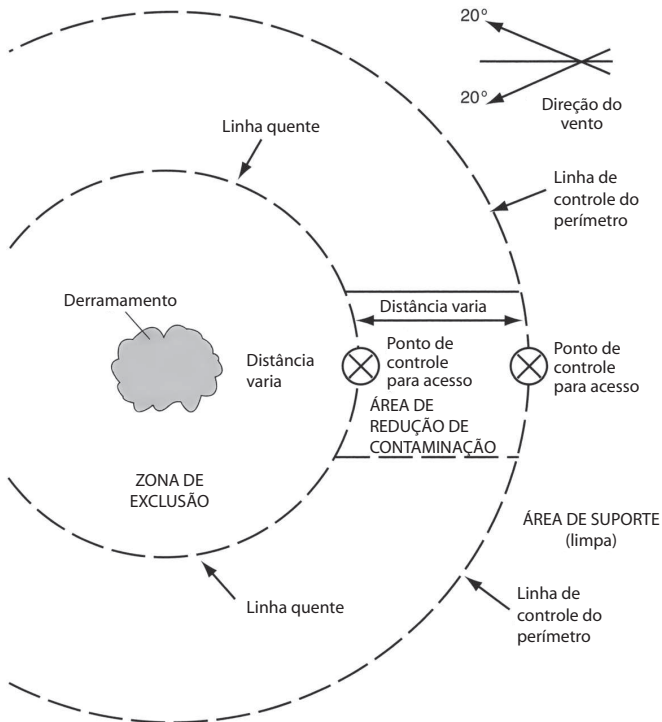 20º
20º
Direção do
vento
Linha quente
Linha de
controle do
perímetro
Derramamento
Distância varia
Distância
varia
Ponto de
controle
para acesso
Ponto de
controle
para acesso
ÁREA DE
REDUÇÃO DE
CONTAMINAÇÃO
ZONA DE
EXCLUSÃO
ÁREA DE SUPORTE
(limpa)
Linha quente
Linha de
controle do
perímetro